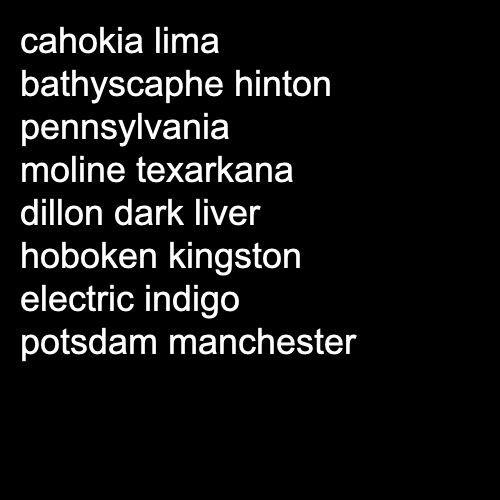 cahokia lima
bathyscaphe hinton
pennsylvania
moline texarkana
dillon dark liver
hoboken kingston
electric indigo
potsdam manchester